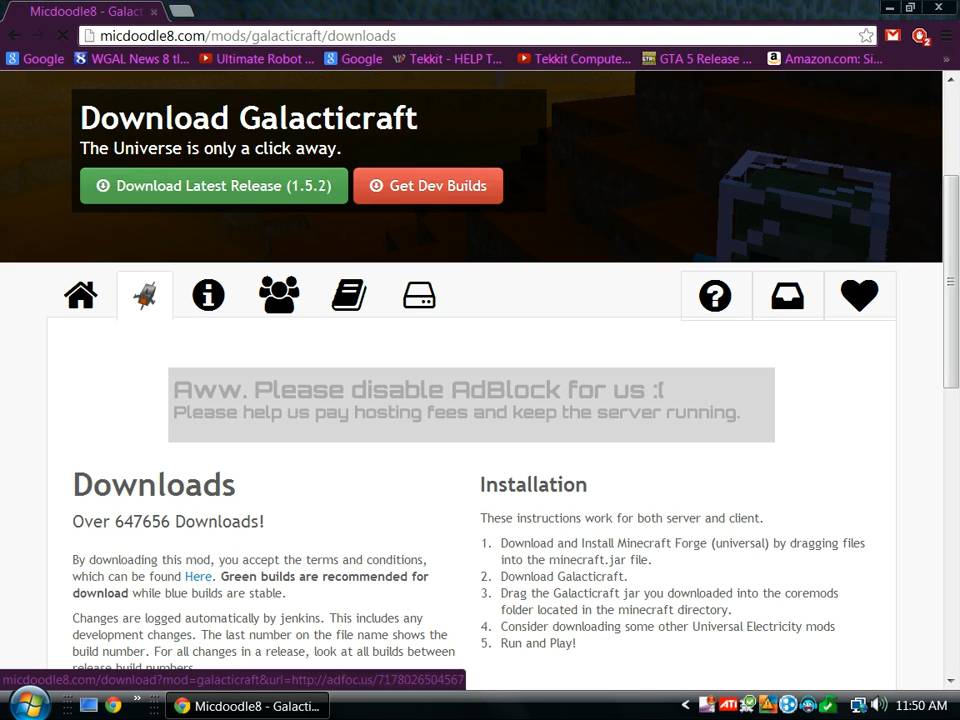 Micdoodle8 - Galact
micdoodle8.com/mods/galacticraft/downloads
2
Google
WGAL News 8 tl...
Ultimate Robot ...
Google
Tekkit - HELP T...
Tekkit Compute...
GTA 5 Release ...
Amazon.com: Si...
»
Download Galacticraft
The Universe is only a click away.
Download Latest Release (1.5.2)
Get Dev Builds
Aww. Please disable AdBlock for us :(
Please help us pay hosting fees and keep the server running.
Downloads
Over 647656 Downloads!
By downloading this mod, you accept the terms and conditions,
which can be found Here. Green builds are recommended for
download while blue builds are stable.
Changes are logged automatically by jenkins. This includes any
development changes. The last number on the file name shows the
build number. For all changes in a release, look at all builds between
release build numbers.
Installation
These instructions work for both server and client.
1. Download and Install Minecraft Forge (universal) by dragging files
into the minecraft.jar file.
2. Download Galacticraft.
3. Drag the Galacticraft jar you downloaded into the coremods
folder located in the minecraft directory.
4. Consider downloading some other Universal Electricity mods
5. Run and Play!
micdoodle8.com/download?mod=galacticraft&url=http://adfoc.us/7178026504567
»
Micdoodle8 - Galacti...
ATI
11:50 AM